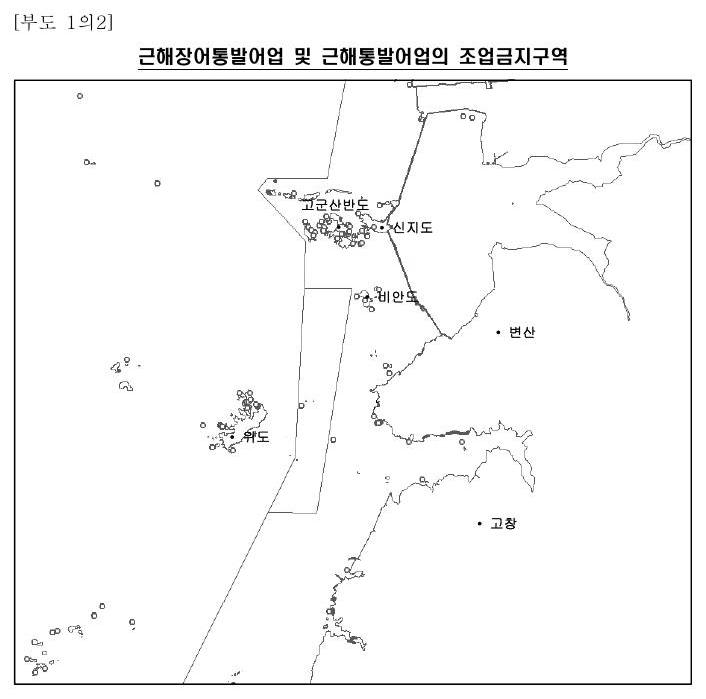 [부도 1의2]
근해장어통발어업 및 근해통발어업의 조업금지구역
고군산반도
신지도
비안도
변산
위도
고창